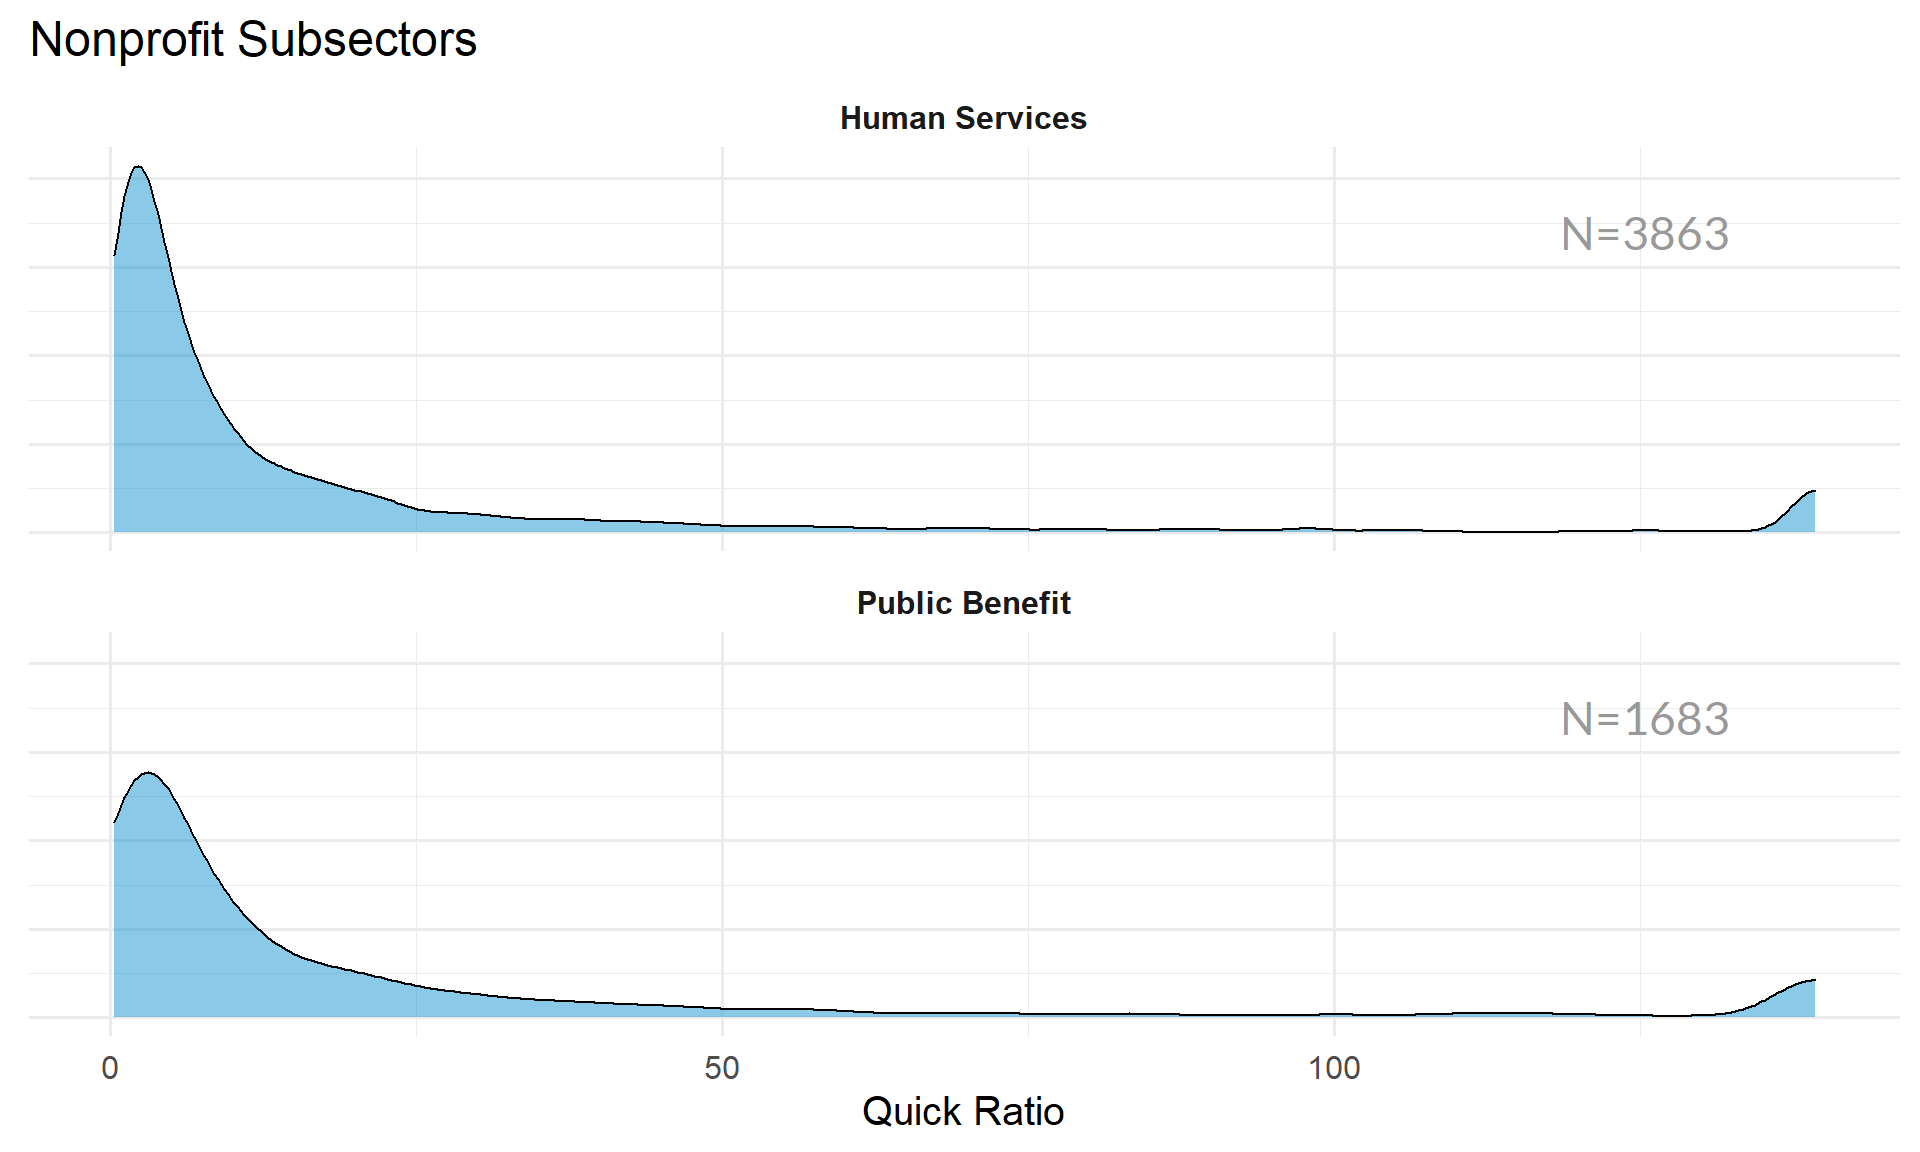 Nonprofit Subsectors
Human Services
N=3863
Public Benefit
N=1683
0 50 100
Quick Ratio